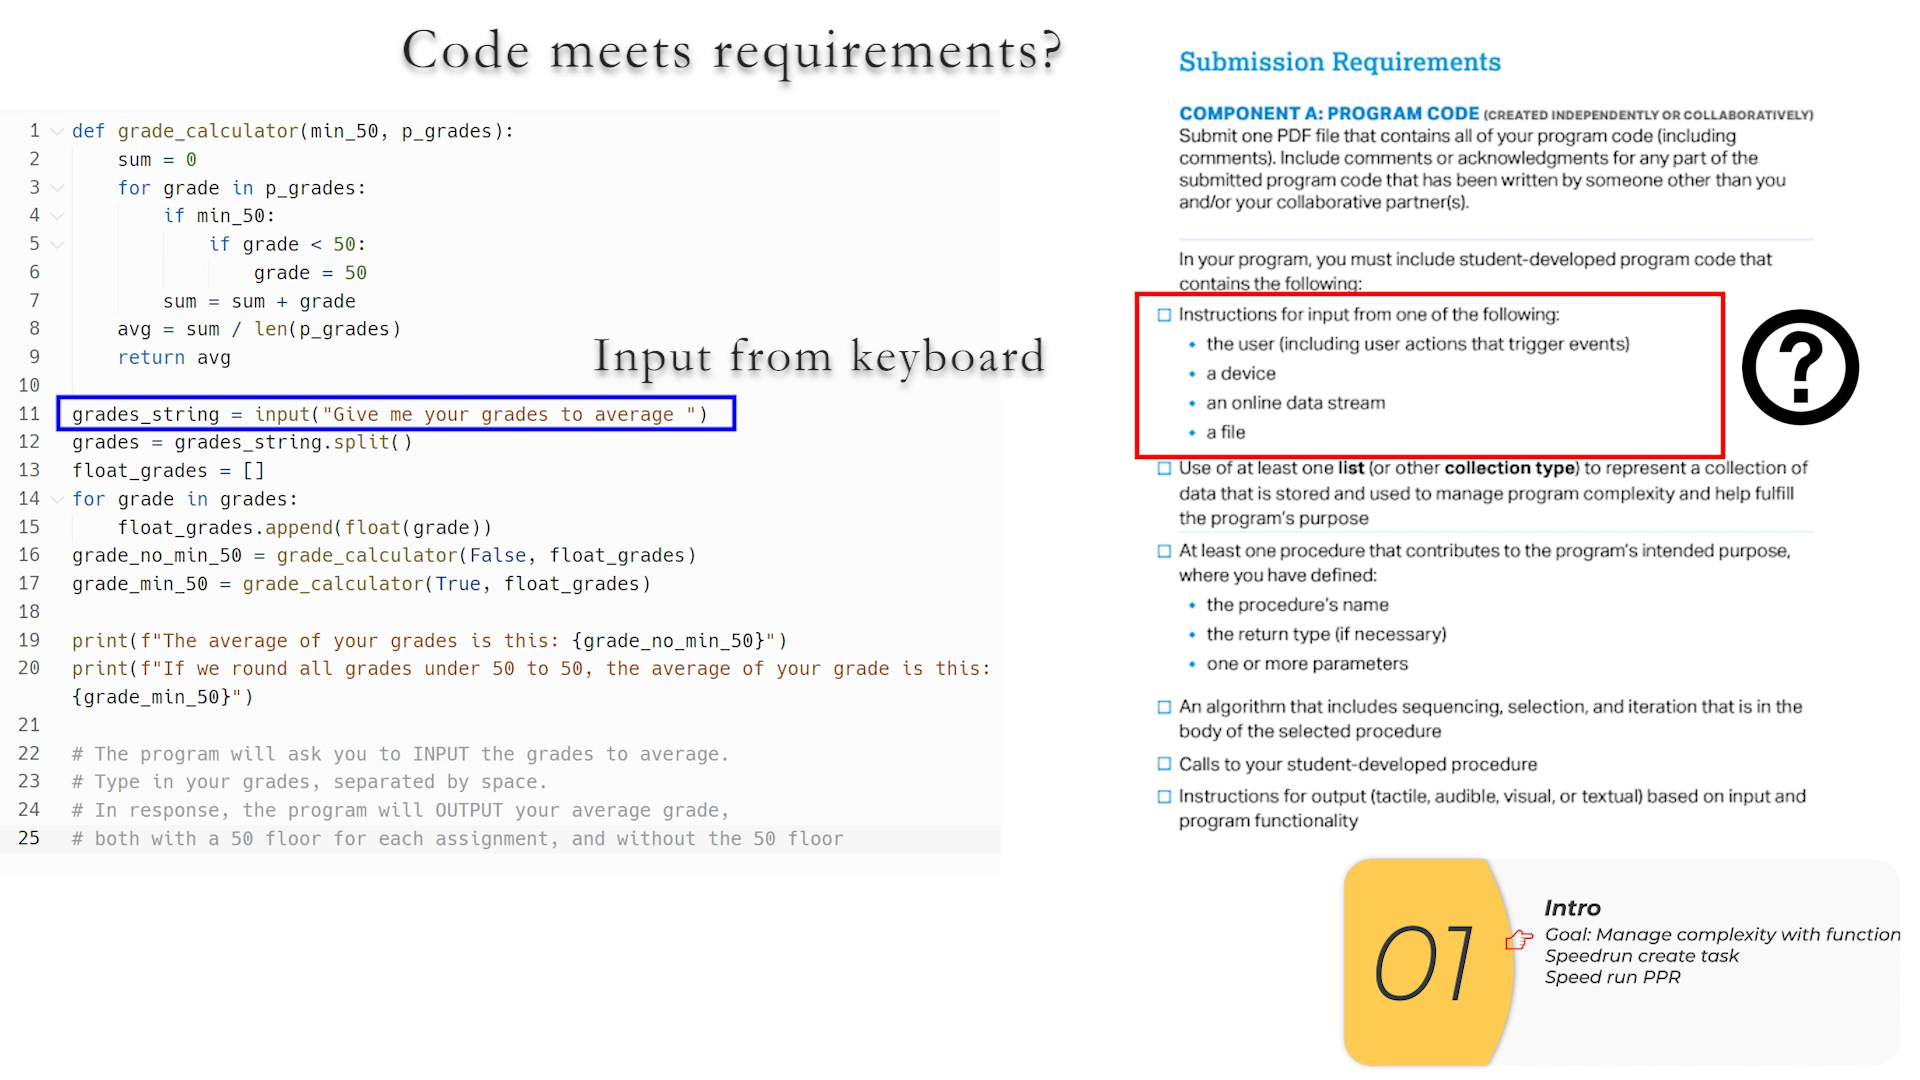 Code meets requirements?
1 def grade_calculator(min_50, p_grades):
2     sum = 0
3     for grade in p_grades:
4         if min_50:
5             if grade < 50:
6                 grade = 50
7         sum = sum + grade
8     avg = sum / len(p_grades)
9     return avg
10
Input from keyboard
11 grades_string = input("Give me your grades to average ")
12 grades = grades_string.split()
13 float_grades = []
14 for grade in grades:
15     float_grades.append(float(grade))
16 grade_no_min_50 = grade_calculator(False, float_grades)
17 grade_min_50 = grade_calculator(True, float_grades)
18
19 print(f"The average of your grades is this: {grade_no_min_50}")
20 print(f"If we round all grades under 50 to 50, the average of your grade is this:
{grade_min_50}")
21
22 # The program will ask you to INPUT the grades to average.
23 # Type in your grades, separated by space.
24 # In response, the program will OUTPUT your average grade,
25 # both with a 50 floor for each assignment, and without the 50 floor
Submission Requirements
COMPONENT A: PROGRAM CODE (CREATED INDEPENDENTLY OR COLLABORATIVELY)
Submit one PDF file that contains all of your program code (including
comments). Include comments or acknowledgments for any part of the
submitted program code that has been written by someone other than you
and/or your collaborative partner(s).
In your program, you must include student-developed program code that
contains the following:
Instructions for input from one of the following:
• the user (including user actions that trigger events)
• a device
• an online data stream
• a file
?
Use of at least one list (or other collection type) to represent a collection of
data that is stored and used to manage program complexity and help fulfill
the program's purpose
At least one procedure that contributes to the program's intended purpose,
where you have defined:
• the procedure's name
• the return type (if necessary)
• one or more parameters
An algorithm that includes sequencing, selection, and iteration that is in the
body of the selected procedure
Calls to your student-developed procedure
Instructions for output (tactile, audible, visual, or textual) based on input and
program functionality
01
Intro
Goal: Manage complexity with function
Speedrun create task
Speed run PPR